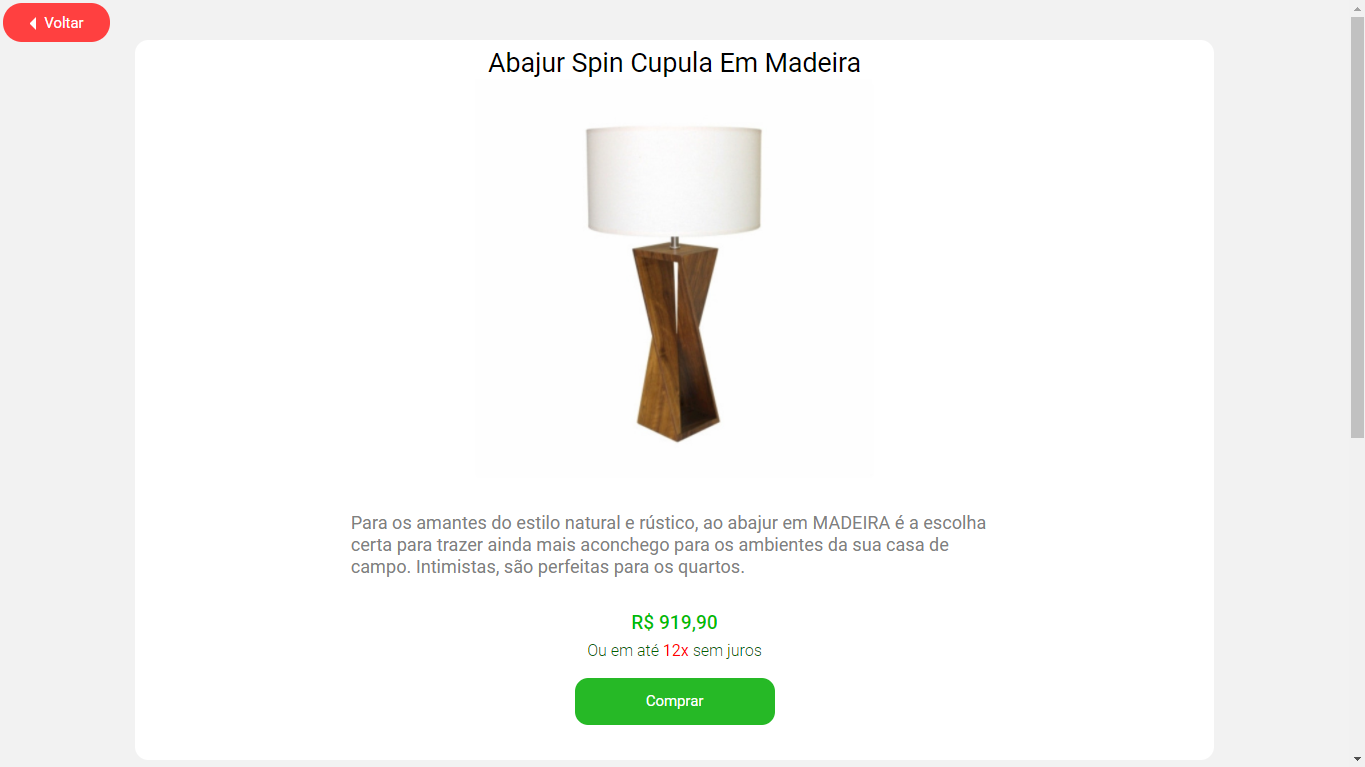 Voltar
Abajur Spin Cupula Em Madeira
Para os amantes do estilo natural e rústico, ao abajur em MADEIRA é a escolha
certa para trazer ainda mais aconchego para os ambientes da sua casa de
campo. Intimistas, são perfeitas para os quartos.
R$ 919,90
Ou em até 12x sem juros
Comprar